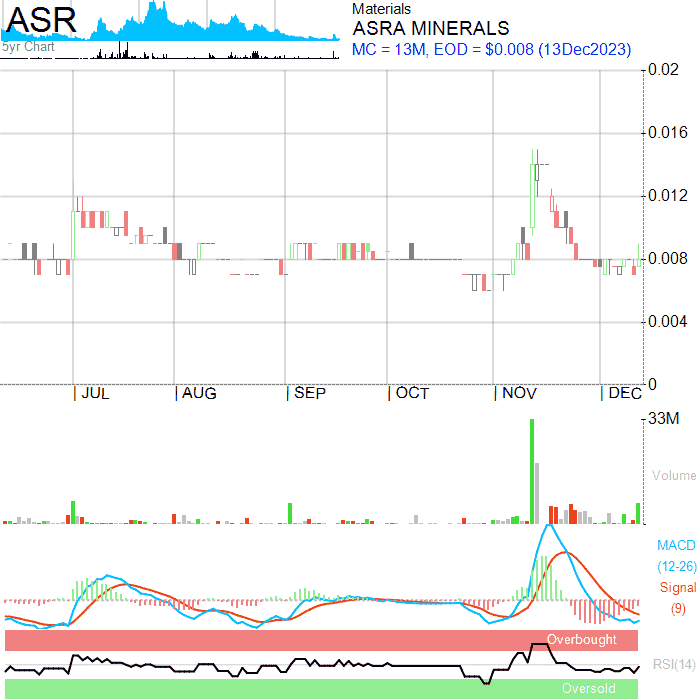 ASR
5yr Chart
Materials
ASRA MINERALS
MC = 13M, EOD = $0.008 (13Dec2023)
0.02
0.016
0.012
0.008
0.004
0
JUL AUG SEP OCT NOV DEC
33M
Volume
MACD
(12-26)
Signal
(9)
Overbought
RSI(14)
Oversold